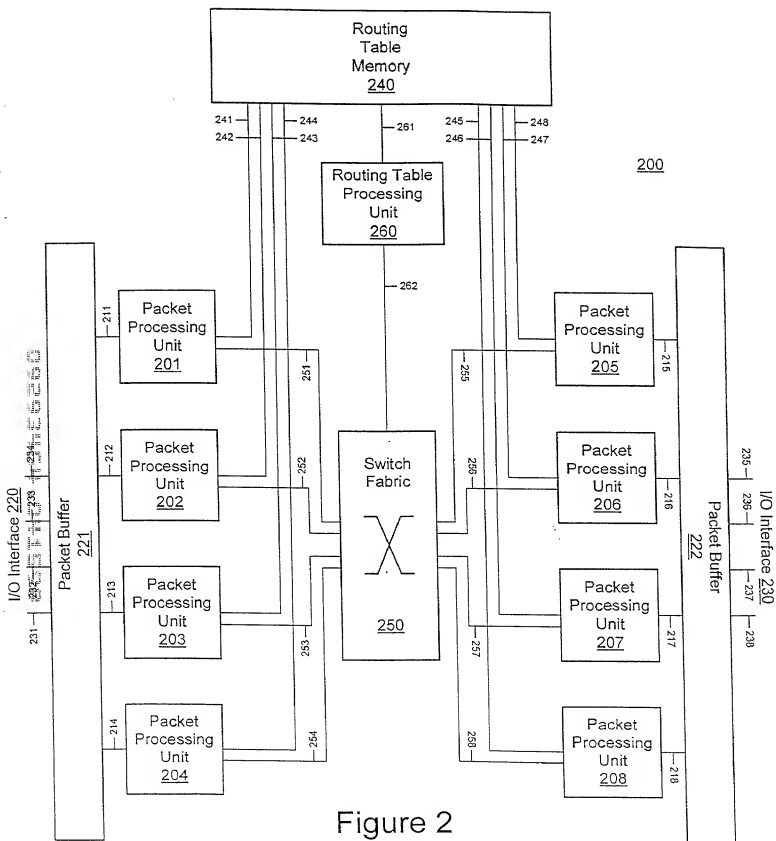 Routing
Table
Memory
240
241
242
244
243
261
245
246
248
247
200
Routing Table
Processing
Unit
260
262
211
Packet
Processing
Unit
201
251
255
Packet
Processing
Unit
205
215
212
Packet
Processing
Unit
202
252
Switch
Fabric
250
256
Packet
Processing
Unit
206
216
213
Packet
Processing
Unit
203
253
257
Packet
Processing
Unit
207
217
214
Packet
Processing
Unit
204
254
258
Packet
Processing
Unit
208
218
I/O Interface 220
234
233
232
231
Packet Buffer
221
Packet Buffer
222
235
236
237
238
I/O Interface 230
Figure 2